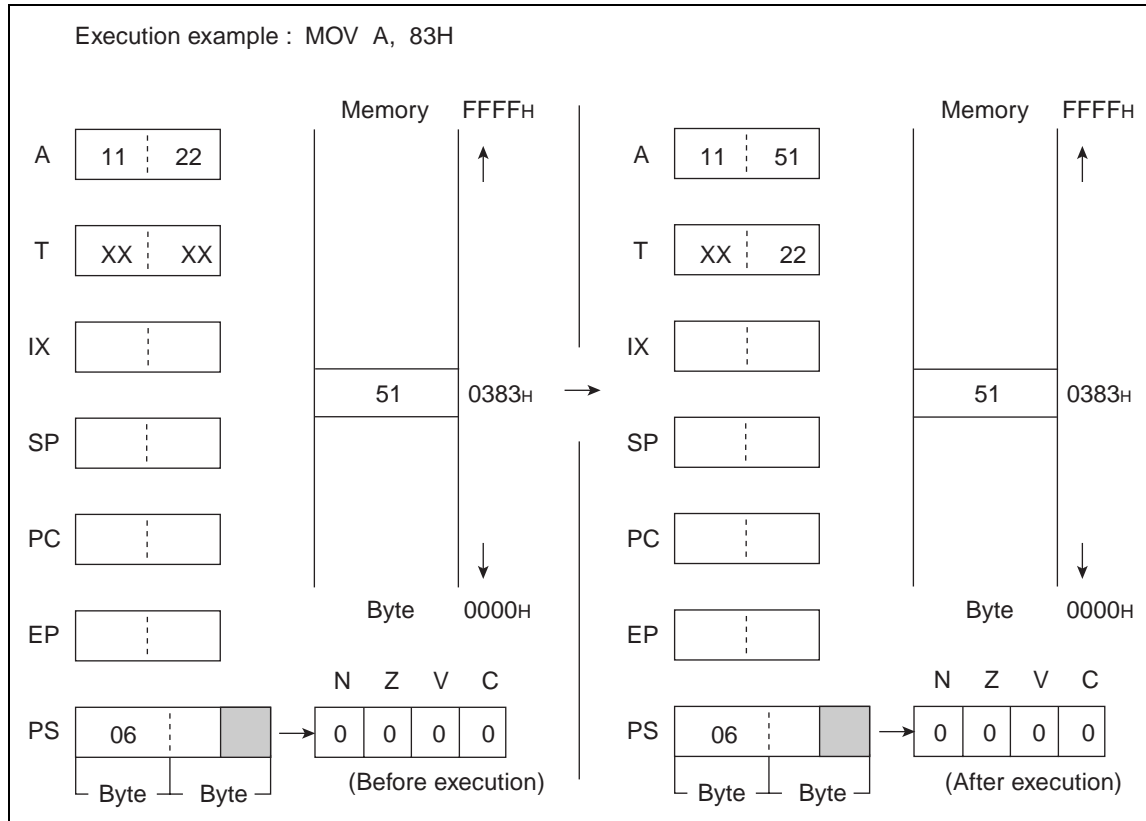 Execution example : MOV A, 83H
Memory FFFFH
A 11 22
T XX XX
IX
51 0383H
SP
PC
Byte 0000H
EP
N Z V C
PS 06 0 0 0 0
(Before execution)
Byte Byte
Memory FFFFH
A 11 51
T XX 22
IX
51 0383H
SP
PC
Byte 0000H
EP
N Z V C
PS 06 0 0 0 0
(After execution)
Byte Byte